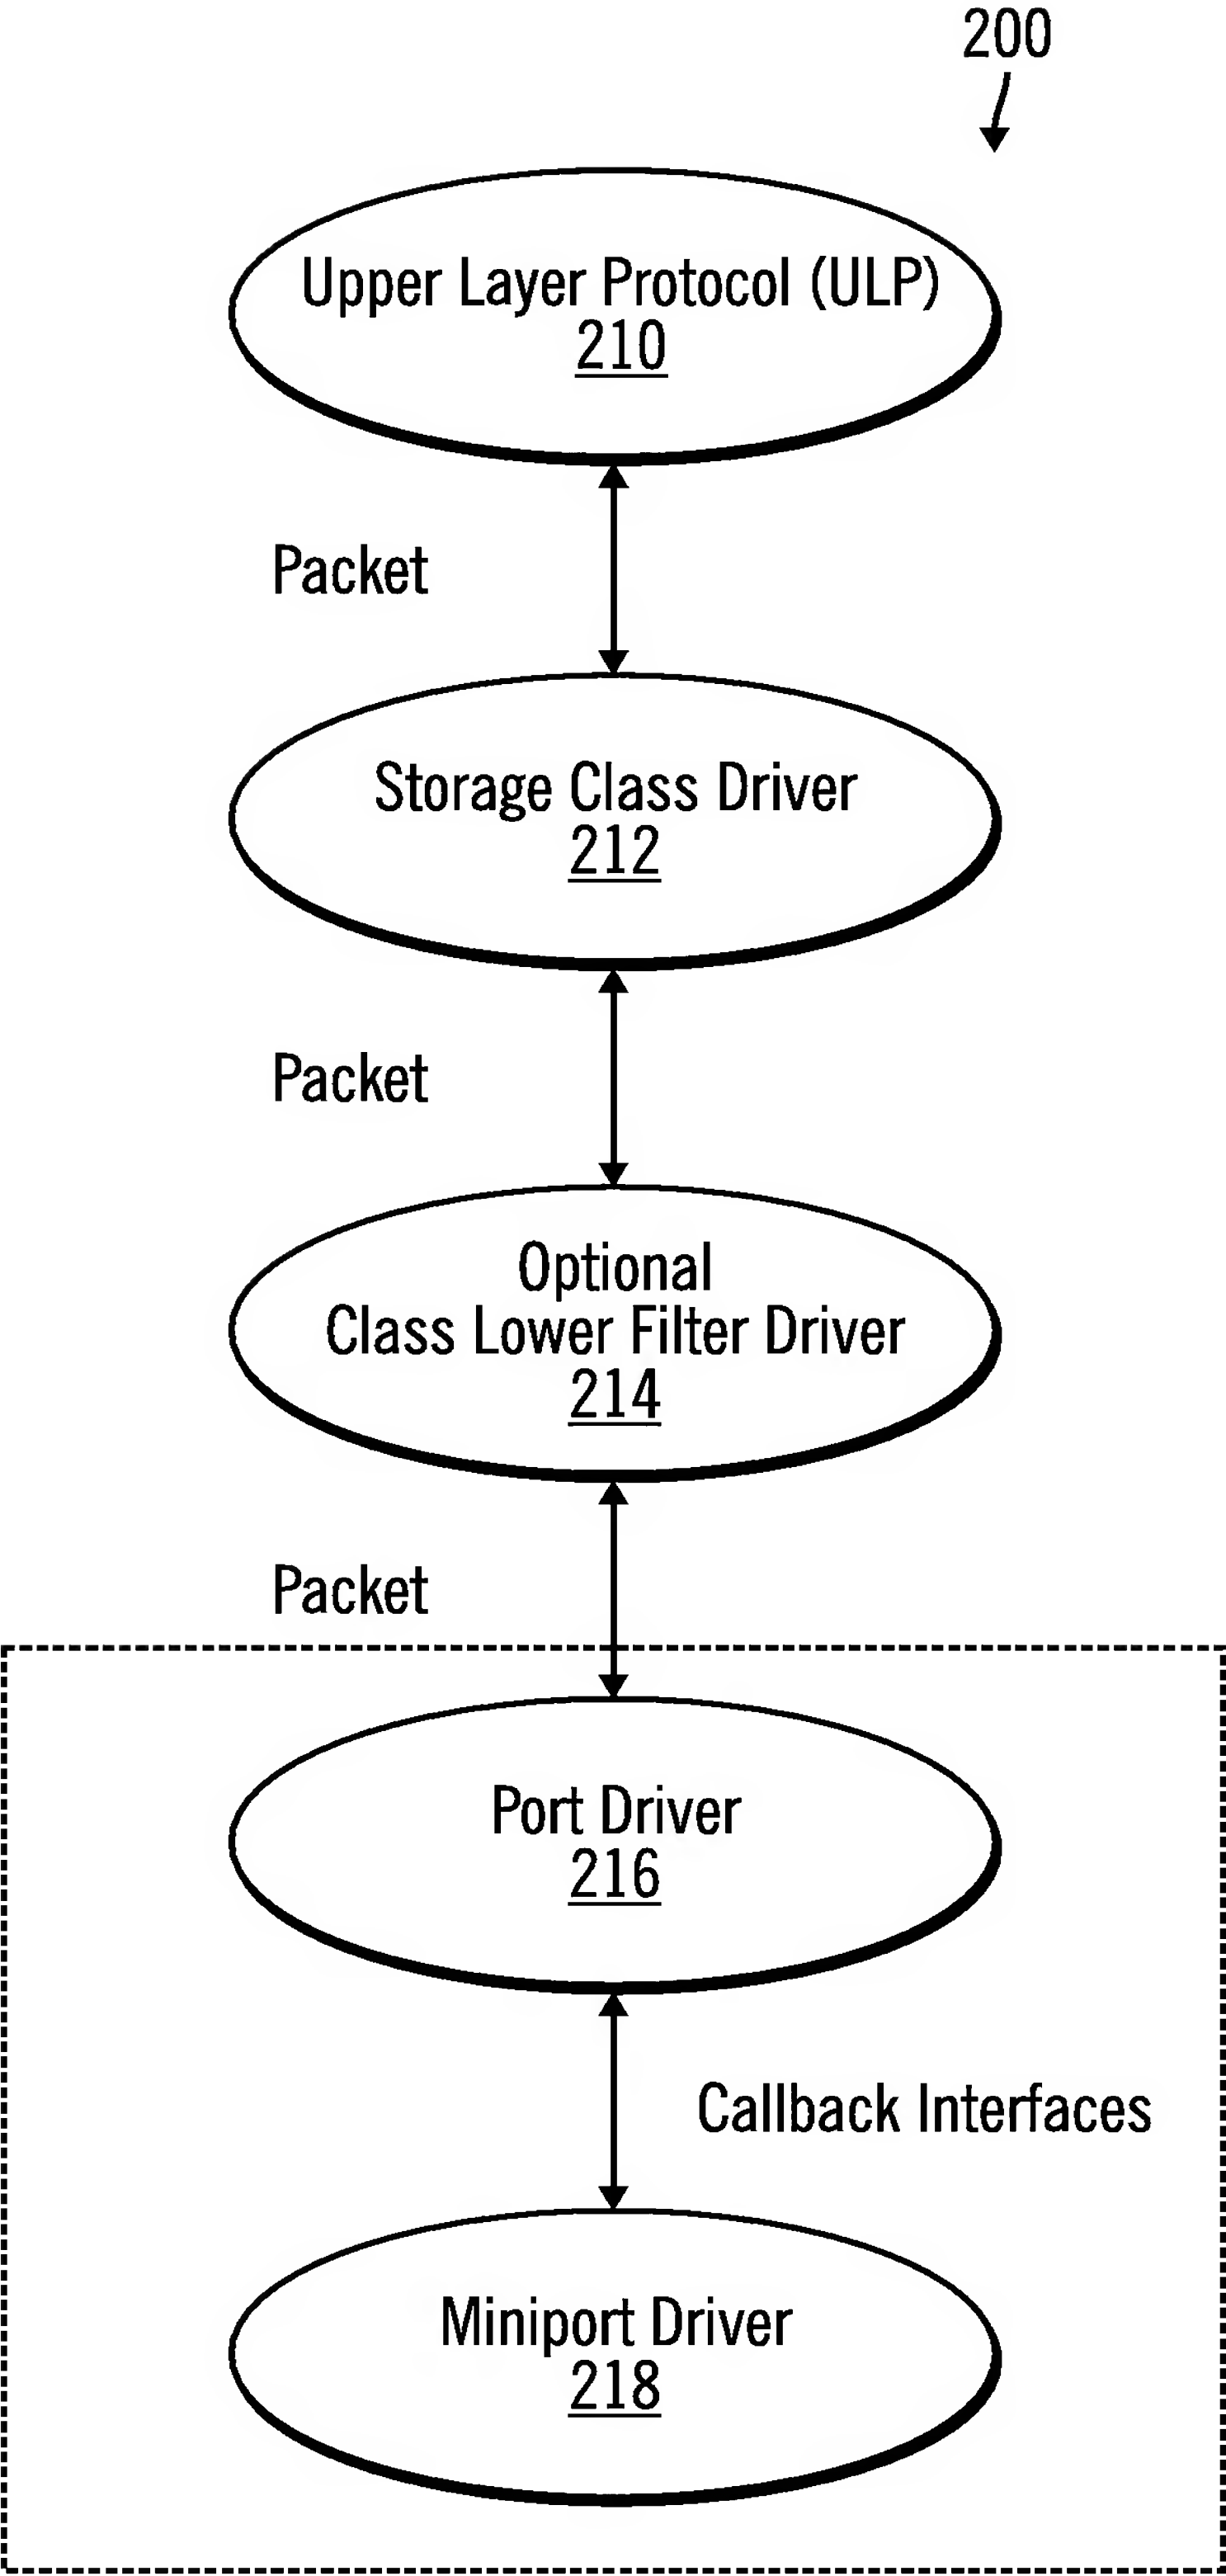 200
Upper Layer Protocol (ULP)
210
Packet
Storage Class Driver
212
Packet
Optional
Class Lower Filter Driver
214
Packet
Port Driver
216
Callback Interfaces
Miniport Driver
218